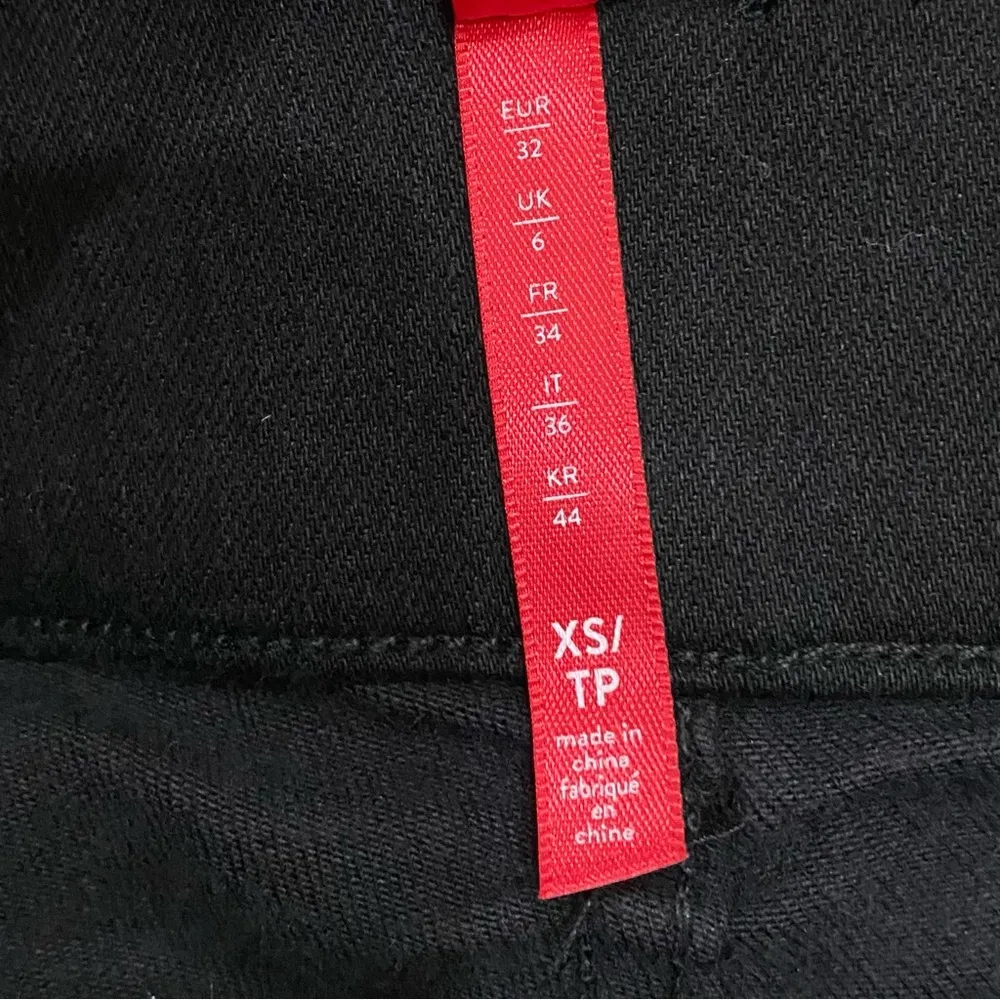 EUR
32
UK
6
FR
34
IT
36
KR
44
XS/
TP
made in
china
fabriqué
en
chine